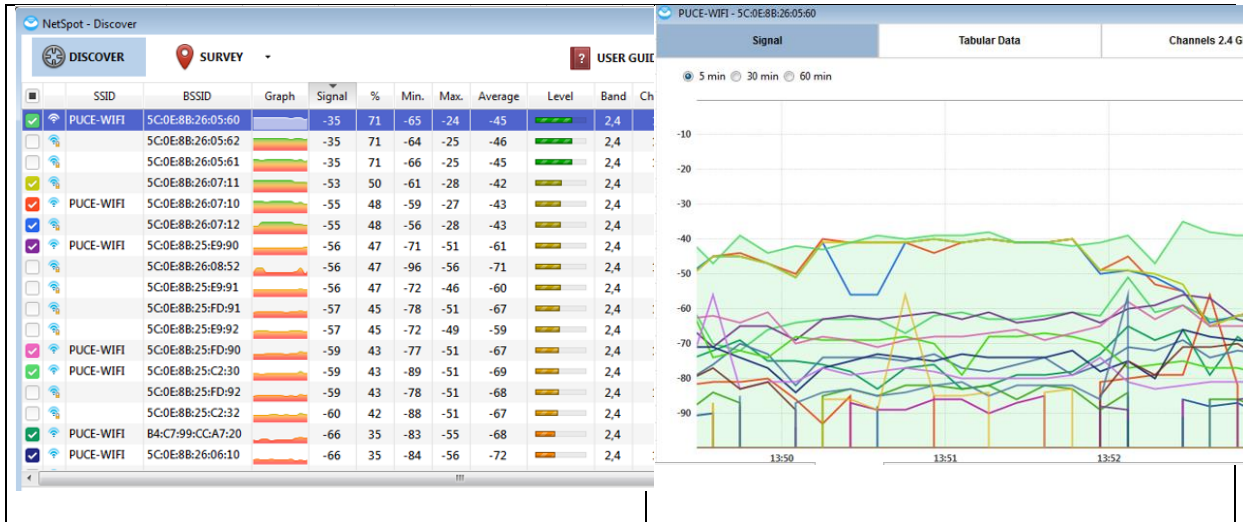 NetSpot - Discover
DISCOVER SURVEY USER GUID
SSID BSSID Graph Signal % Min. Max. Average Level Band Ch
PUCE-WIFI 5C:0E:8B:26:05:60 -35 71 -65 -24 -45 2,4
5C:0E:8B:26:05:62 -35 71 -64 -25 -46 2,4
5C:0E:8B:26:05:61 -35 71 -66 -25 -45 2,4
5C:0E:8B:26:07:11 -53 50 -61 -28 -42 2,4
PUCE-WIFI 5C:0E:8B:26:07:10 -55 48 -59 -27 -43 2,4
5C:0E:8B:26:07:12 -55 48 -56 -28 -43 2,4
PUCE-WIFI 5C:0E:8B:25:E9:90 -56 47 -71 -51 -61 2,4
5C:0E:8B:26:08:52 -56 47 -96 -56 -71 2,4
5C:0E:8B:25:E9:91 -56 47 -72 -46 -60 2,4
5C:0E:8B:25:FD:91 -57 45 -78 -51 -67 2,4
5C:0E:8B:25:E9:92 -57 45 -72 -49 -59 2,4
PUCE-WIFI 5C:0E:8B:25:FD:90 -59 43 -77 -51 -67 2,4
PUCE-WIFI 5C:0E:8B:25:C2:30 -59 43 -89 -51 -69 2,4
5C:0E:8B:25:FD:92 -59 43 -78 -51 -68 2,4
5C:0E:8B:25:C2:32 -60 42 -88 -51 -67 2,4
PUCE-WIFI B4:C7:99:CC:A7:20 -66 35 -83 -55 -68 2,4
PUCE-WIFI 5C:0E:8B:26:06:10 -66 35 -84 -56 -72 2,4
PUCE-WIFI - 5C:0E:8B:26:05:60
Signal Tabular Data Channels 2.4 G
5 min 30 min 60 min
-10
-20
-30
-40
-50
-60
-70
-80
-90
13:50 13:51 13:52